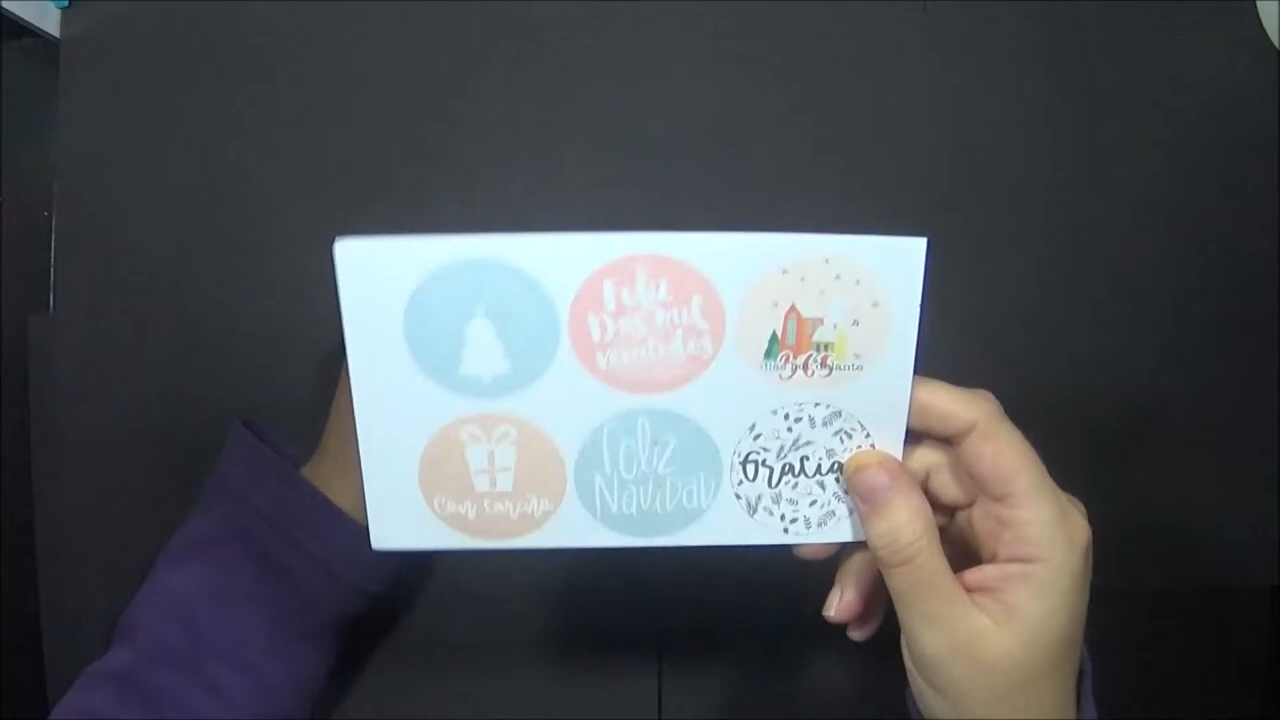 Feliz
Dos mil
veintidos
365
días por delante
Con cariño
Feliz
Navidad
Gracia